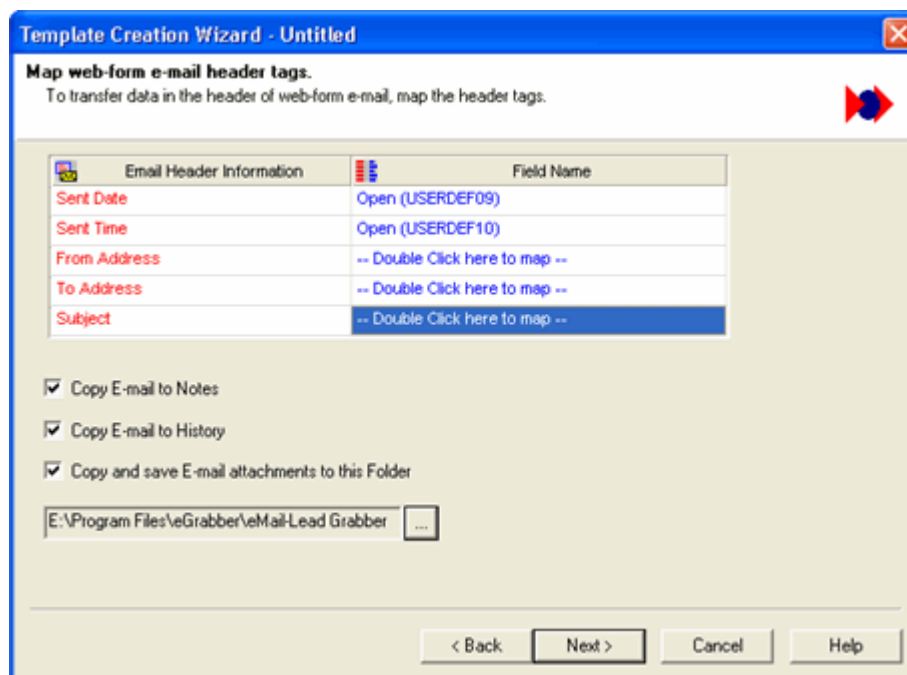 Template Creation Wizard - Untitled
Map web-form e-mail header tags.
To transfer data in the header of web-form e-mail, map the header tags.
Email Header Information Field Name
Sent Date Open (USERDEF09)
Sent Time Open (USERDEF10)
From Address -- Double Click here to map --
To Address -- Double Click here to map --
Subject -- Double Click here to map --
Copy E-mail to Notes
Copy E-mail to History
Copy and save E-mail attachments to this Folder
E:\Program Files\eGrabber\eMail-Lead Grabber ...
< Back Next > Cancel Help